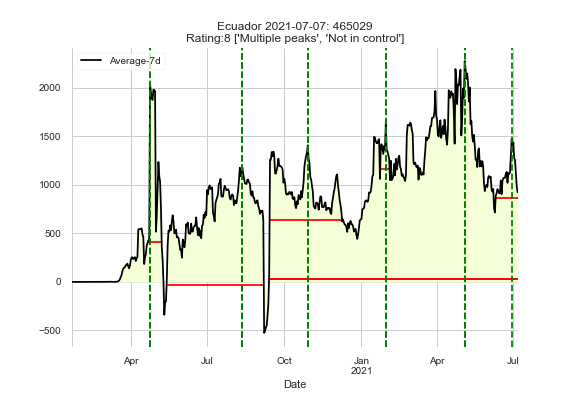 Ecuador 2021-07-07: 465029
Rating:8 ['Multiple peaks', 'Not in control']
Average-7d
2000
1500
1000
500
0
−500
Apr
Jul
Oct
Jan
2021
Apr
Jul
Date